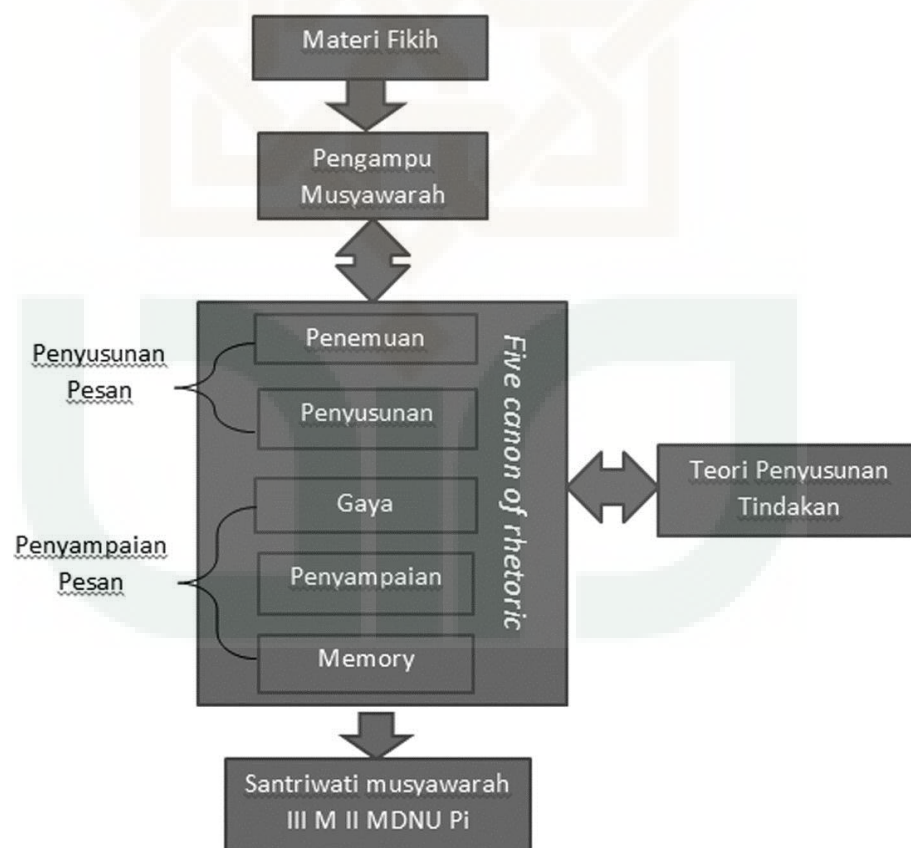 Materi Fikih
Pengampu
Musyawarah
Penyusunan
Pesan
Penemuan
Penyusunan
Gaya
Penyampaian
Pesan
Penyampaian
Memory
Five canon of rhetoric
Teori Penyusunan
Tindakan
Santriwati musyawarah
III M II MDNU Pi